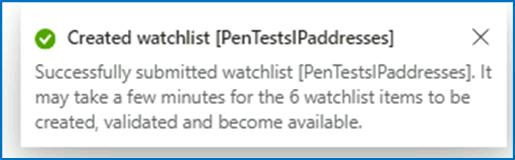 Created watchlist [PenTestsIPaddresses]
Successfully submitted watchlist [PenTestsIPaddresses]. It
may take a few minutes for the 6 watchlist items to be
created, validated and become available.